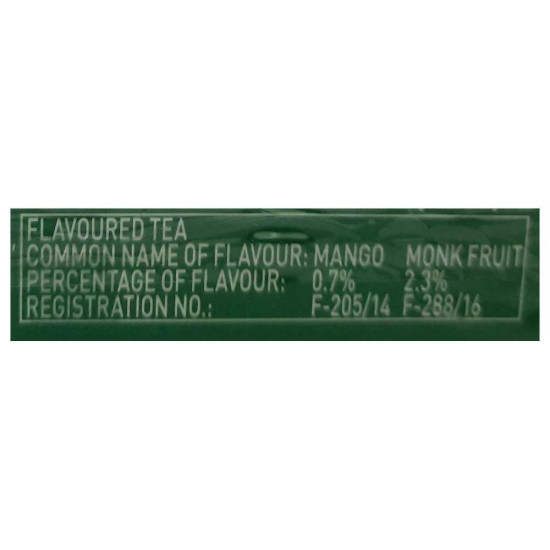 FLAVOURED TEA
COMMON NAME OF FLAVOUR: MANGO MONK FRUIT
PERCENTAGE OF FLAVOUR: 0.7% 2.3%
REGISTRATION NO.: F-205/14 F-288/16